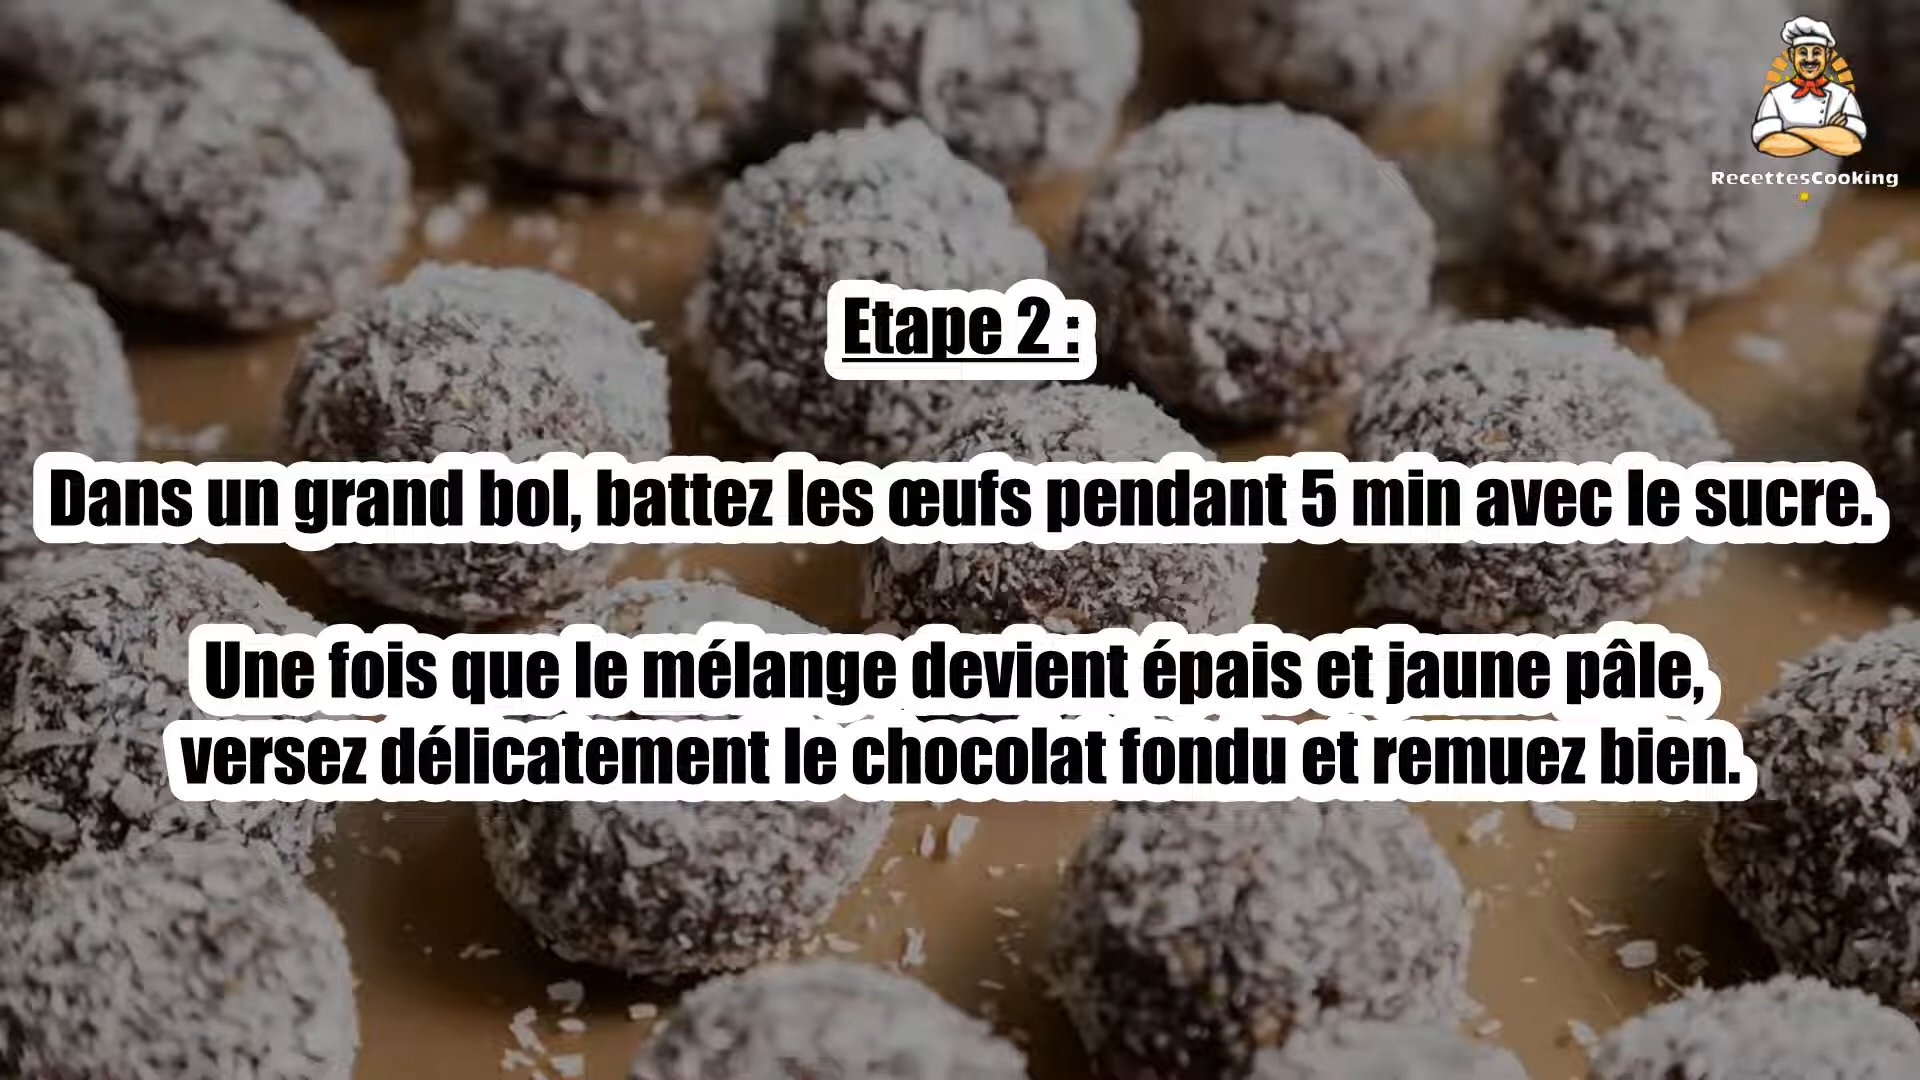 RecettesCooking
Etape 2 :
Dans un grand bol, battez les œufs pendant 5 min avec le sucre.
Une fois que le mélange devient épais et jaune pâle,
versez délicatement le chocolat fondu et remuez bien.